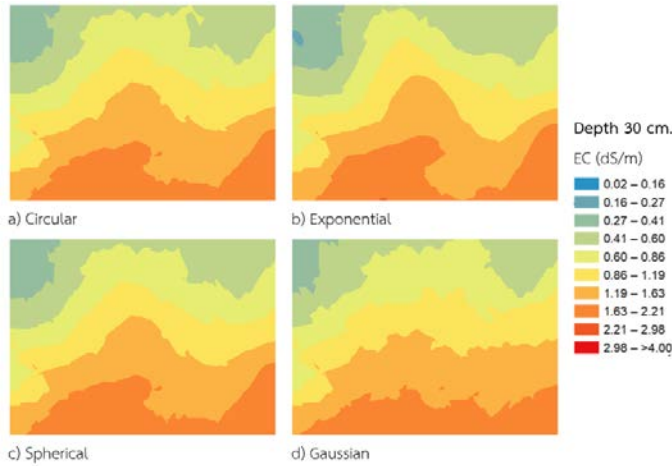 a) Circular
b) Exponential
c) Spherical
d) Gaussian
Depth 30 cm.
EC (dS/m)
0.02 – 0.16
0.16 – 0.27
0.27 – 0.41
0.41 – 0.60
0.60 – 0.86
0.86 – 1.19
1.19 – 1.63
1.63 – 2.21
2.21 – 2.98
2.98 – >4.00